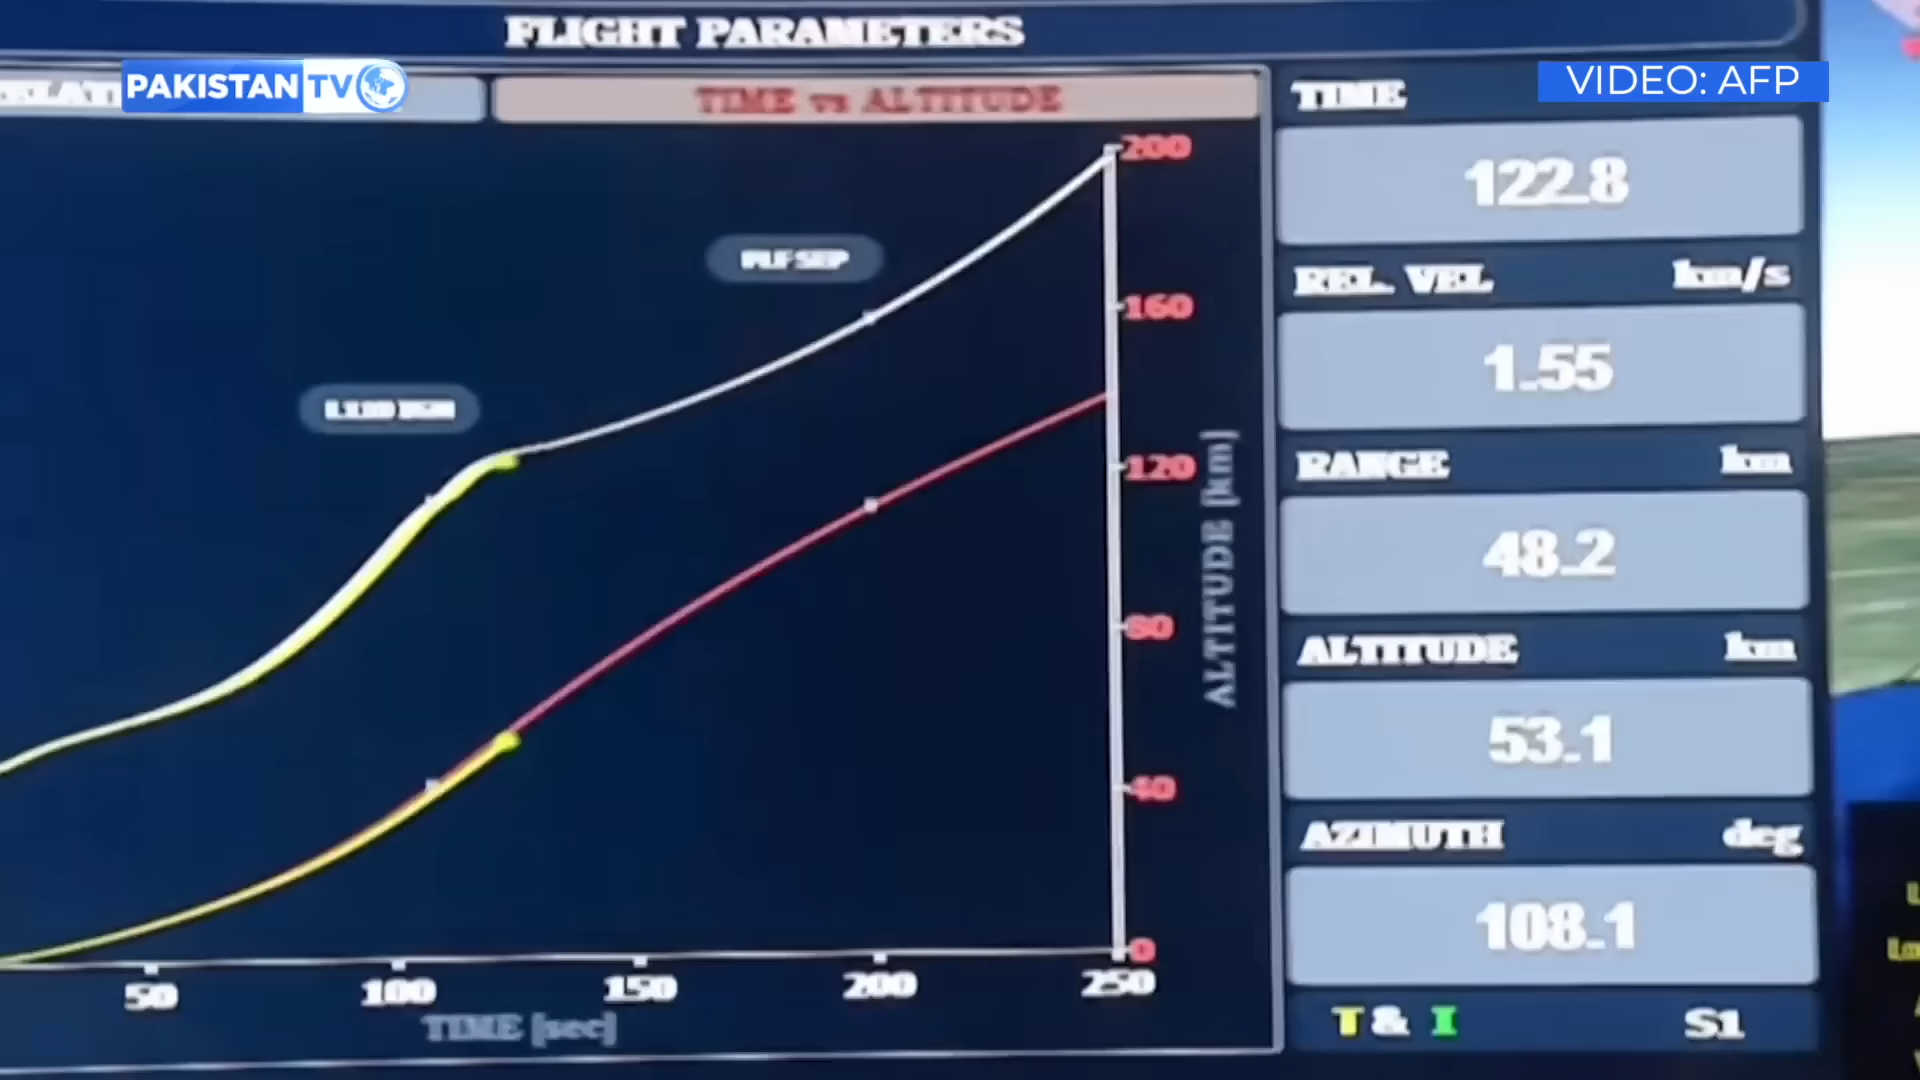 FLIGHT PARAMETERS
PAKISTAN TV
VIDEO: AFP
TIME vs ALTITUDE
TIME
200
122.8
PLF SEP
REL. VEL km/s
160
1.55
L110 IGN
RANGE km
120
48.2
ALTITUDE [km]
80
ALTITUDE km
53.1
40
AZIMUTH deg
108.1
0
50 100 150 200 250
TIME [sec]
T & I S1